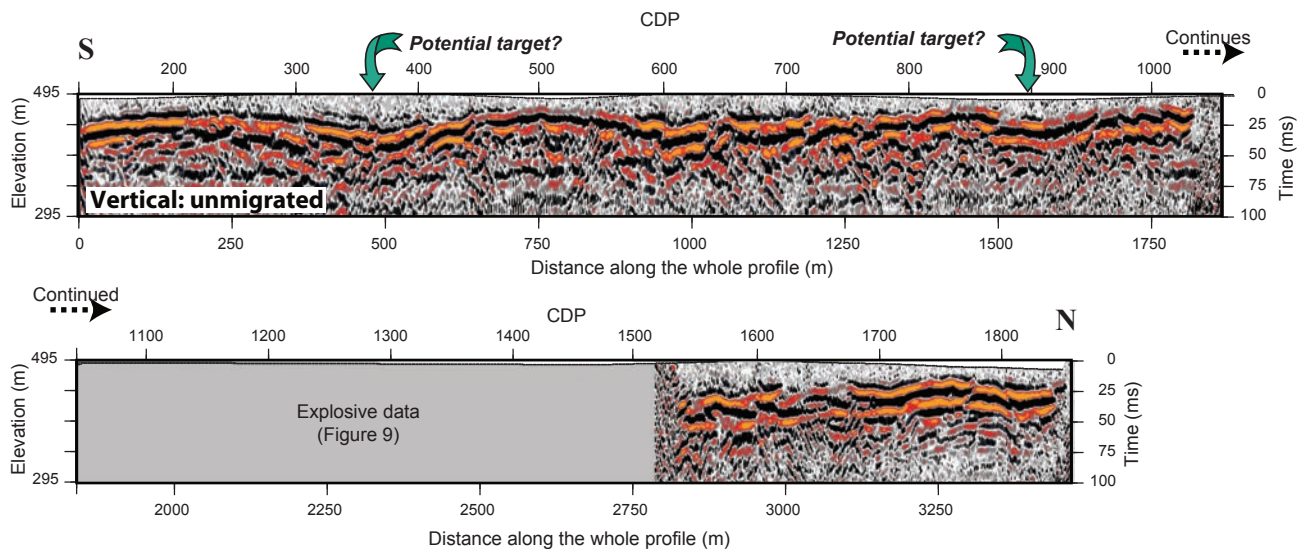 CDP
S
Potential target?
Potential target?
Continues
200 300 400 500 600 700 800 900 1000
495
295
Elevation (m)
0
25
50
75
100
Time (ms)
Vertical: unmigrated
0 250 500 750 1000 1250 1500 1750
Distance along the whole profile (m)
Continued
CDP
N
1100 1200 1300 1400 1500 1600 1700 1800
495
295
Elevation (m)
0
25
50
75
100
Time (ms)
Explosive data
(Figure 9)
2000 2250 2500 2750 3000 3250
Distance along the whole profile (m)